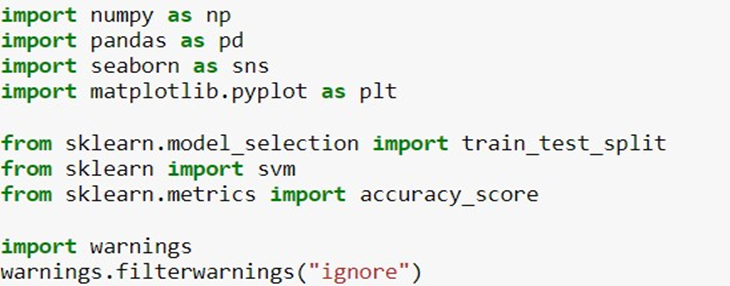 import numpy as np
import pandas as pd
import seaborn as sns
import matplotlib.pyplot as plt
from sklearn.model_selection import train_test_split
from sklearn import svm
from sklearn.metrics import accuracy_score
import warnings
warnings.filterwarnings("ignore")